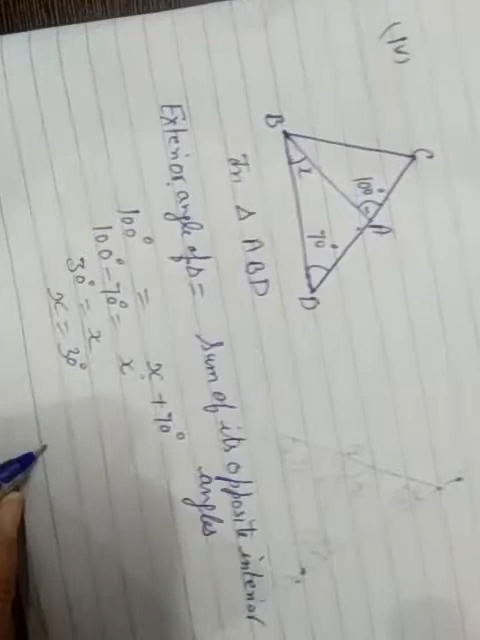 (iv)
C
100°
A
B
x
70°
D
In Δ ABD
Exterior angle of Δ = Sum of its opposite interior
angles
100° = x + 70°
100° - 70° = x
30° = x
x = 30°